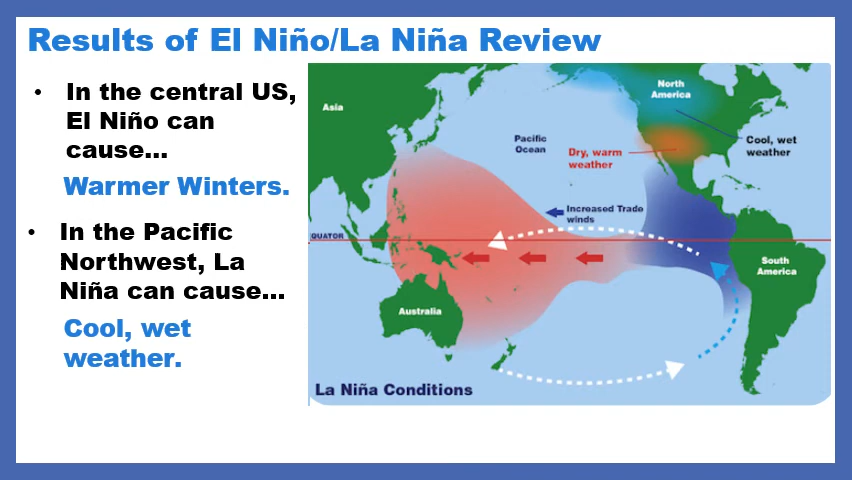 Results of El Niño/La Niña Review
• In the central US,
El Niño can
cause...
Warmer Winters.
• In the Pacific
Northwest, La
Niña can cause...
Cool, wet
weather.
Asia
North
America
Pacific
Ocean
Dry, warm
weather
Cool, wet
weather
Increased Trade
winds
QUATOR
South
America
Australia
La Niña Conditions